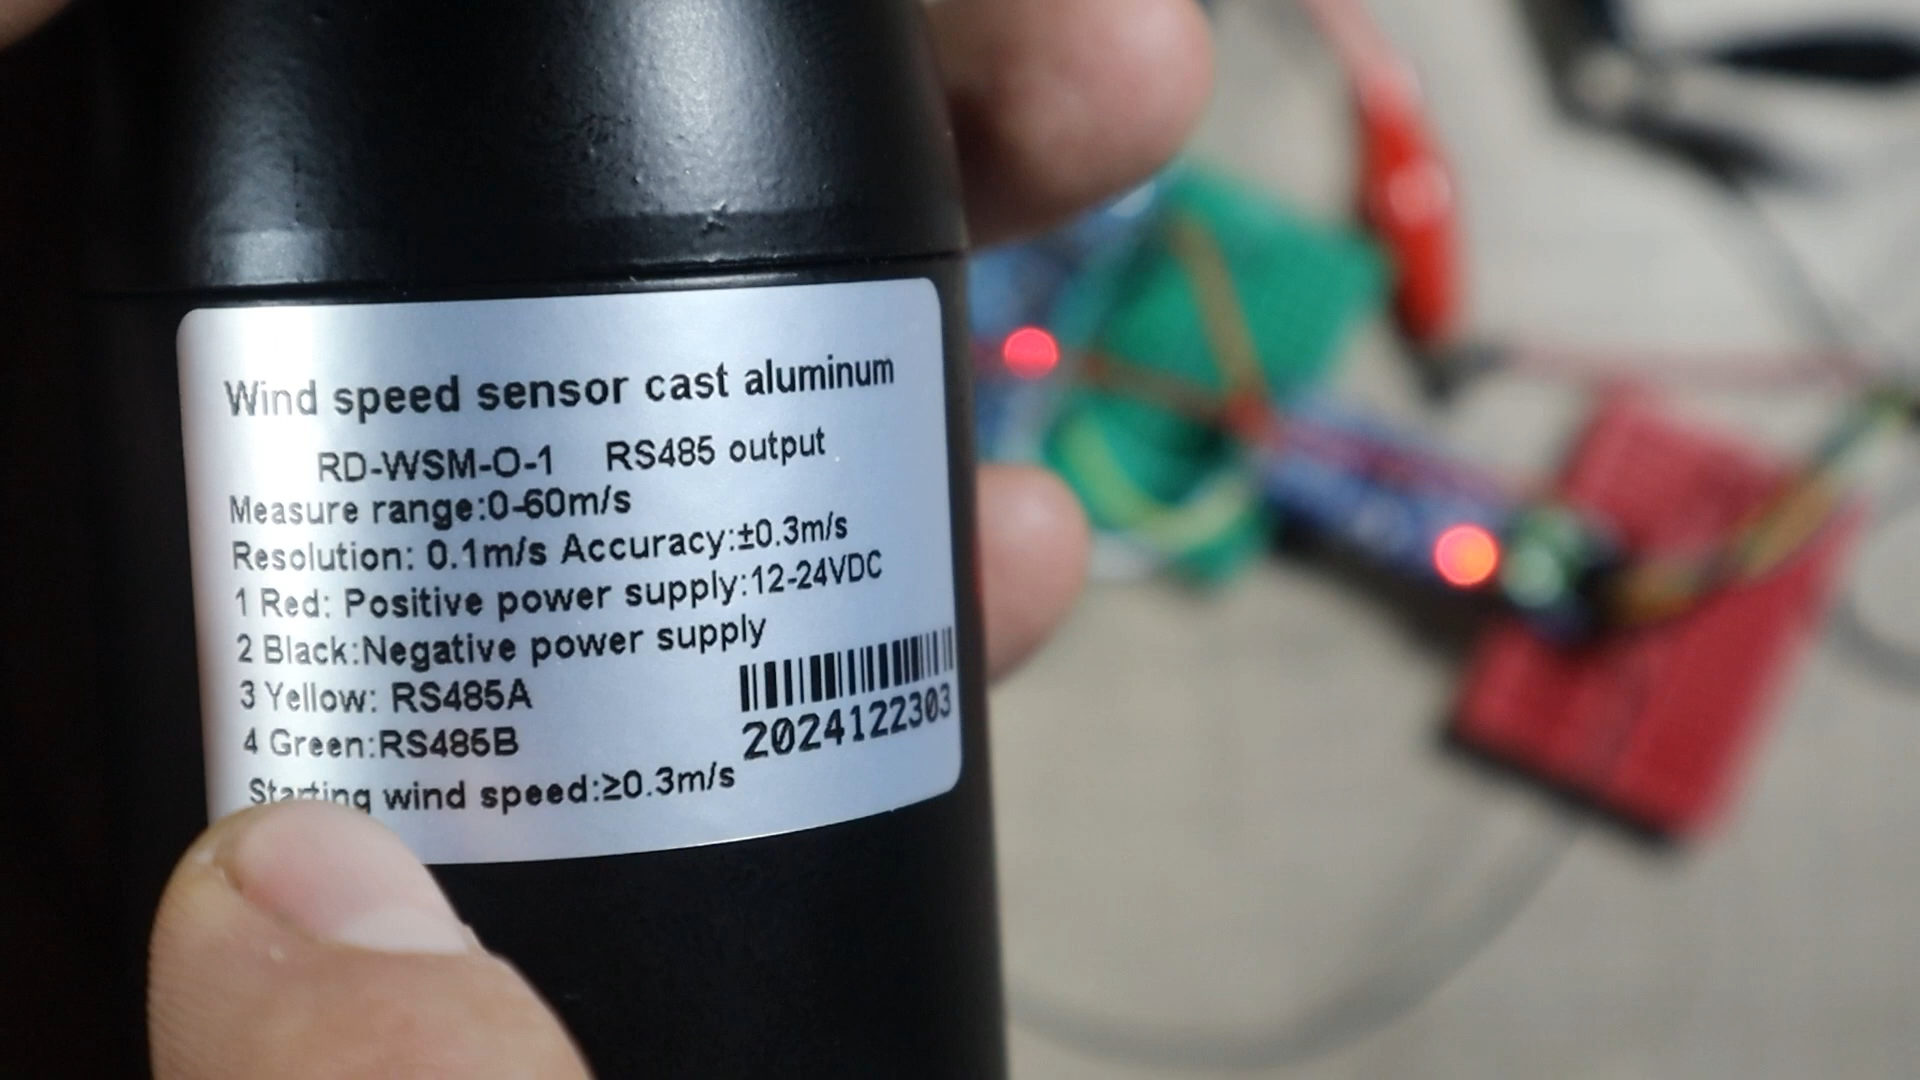 Wind speed sensor cast aluminum
RD-WSM-O-1 RS485 output
Measure range:0-60m/s
Resolution: 0.1m/s Accuracy:±0.3m/s
1 Red: Positive power supply:12-24VDC
2 Black:Negative power supply
3 Yellow: RS485A
4 Green:RS485B
2024122303
Starting wind speed:≥0.3m/s